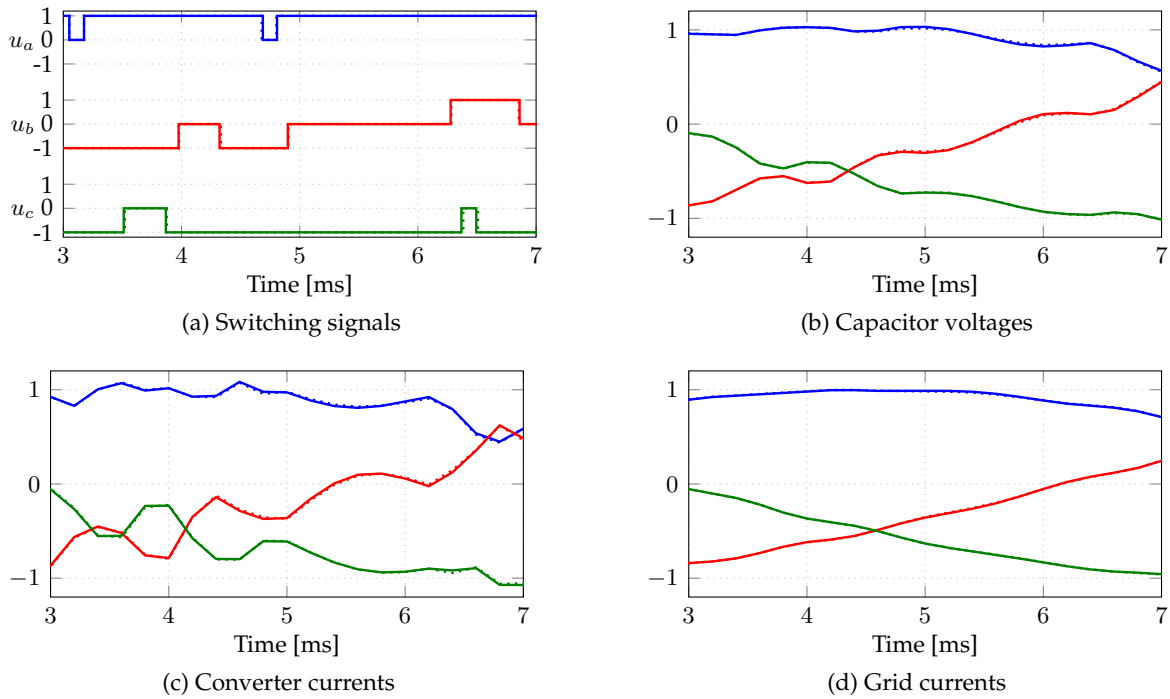 1
u_a 0
-1
1
u_b 0
-1
1
u_c 0
-1
3 4 5 6 7
Time [ms]
(a) Switching signals
1
0
−1
3 4 5 6 7
Time [ms]
(b) Capacitor voltages
1
0
−1
3 4 5 6 7
Time [ms]
(c) Converter currents
1
0
−1
3 4 5 6 7
Time [ms]
(d) Grid currents